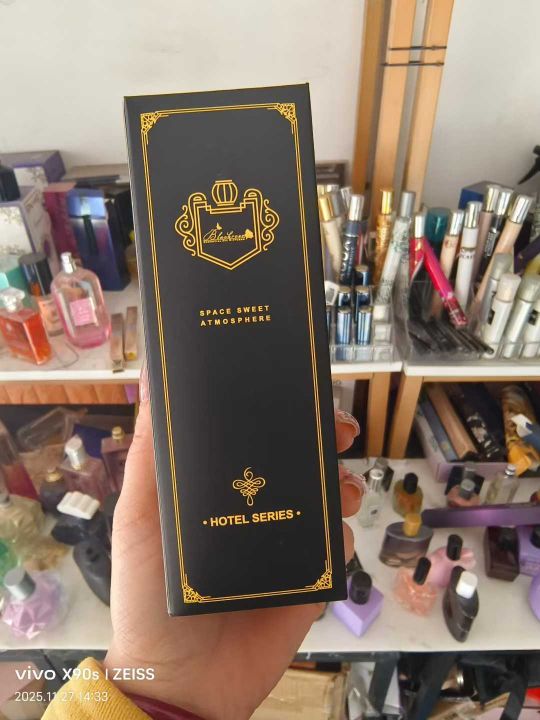 SPACE SWEET
ATMOSPHERE
• HOTEL SERIES •
vivo X90s | ZEISS
2025.11.27 14:33